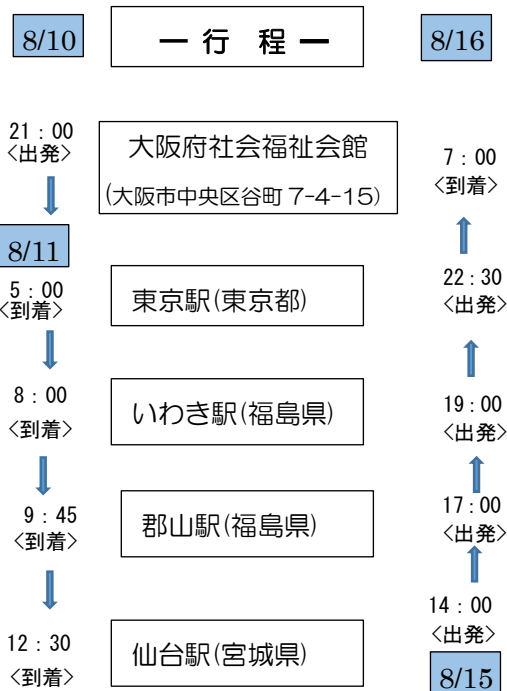 8/10
ー 行 程 ー
8/16
21：00
<出発>
大阪府社会福祉会館
(大阪市中央区谷町 7-4-15)
7：00
<到着>
8/11
5：00
<到着>
東京駅(東京都)
22：30
<出発>
8：00
<到着>
いわき駅(福島県)
19：00
<出発>
9：45
<到着>
郡山駅(福島県)
17：00
<出発>
12：30
<到着>
仙台駅(宮城県)
14：00
<出発>
8/15